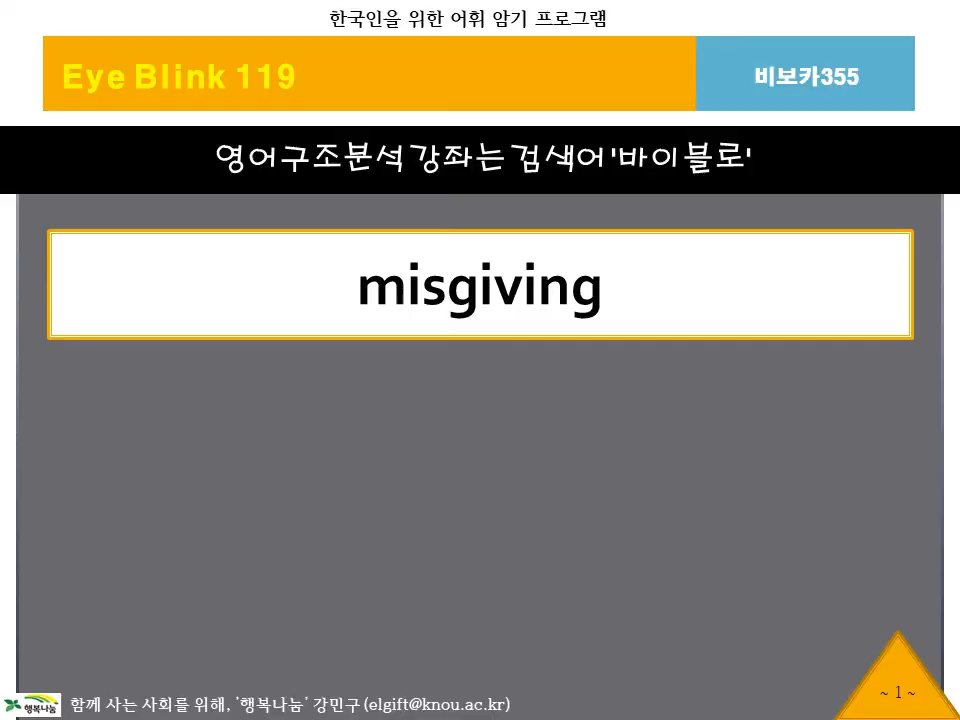 한국인을 위한 어휘 암기 프로그램
Eye Blink 119
비보카355
영어구조분석 강좌는 검색어 '바이블로'
misgiving
~ 1 ~
행복나눔
함께 사는 사회를 위해, '행복나눔' 강민구 (elgift@knou.ac.kr)